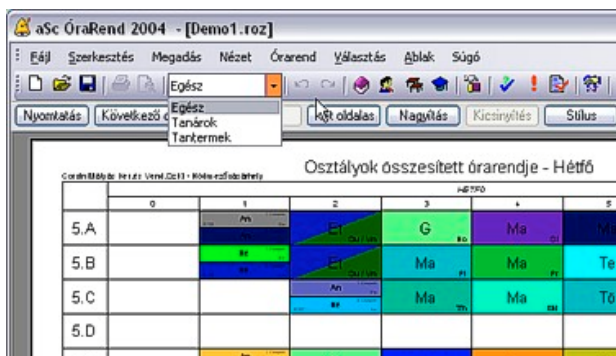 aSc ÓraRend 2004 - [Demo1.roz]
Fájl Szerkesztés Megadás Nézet Órarend Választás Ablak Súgó
Egész
Nyomtatás Következő oldalas Nagyítás Kicsinyítés Stílus
Egész
Tanárok
Tantermek
Osztályok összesített órarendje - Hétfő
HÉTFŐ
0 1 2 3 4 5
5.A An Et G Ma Ma
5.B Et Ma Ma Te
5.C An Ma Ma Tö
5.D